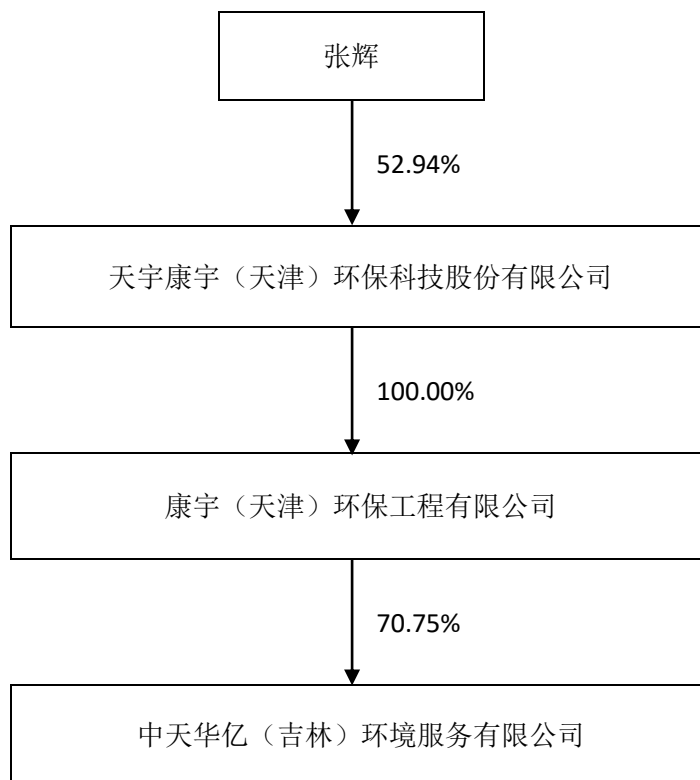 张辉
52.94%
天宇康宇（天津）环保科技股份有限公司
100.00%
康宇（天津）环保工程有限公司
70.75%
中天华亿（吉林）环境服务有限公司